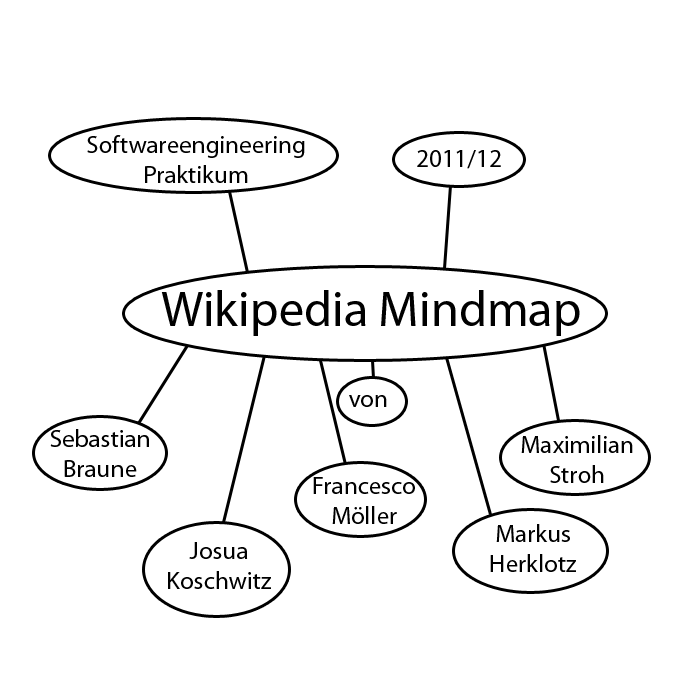 Softwareengineering
Praktikum
2011/12
Wikipedia Mindmap
von
Sebastian
Braune
Josua
Koschwitz
Francesco
Möller
Markus
Herklotz
Maximilian
Stroh